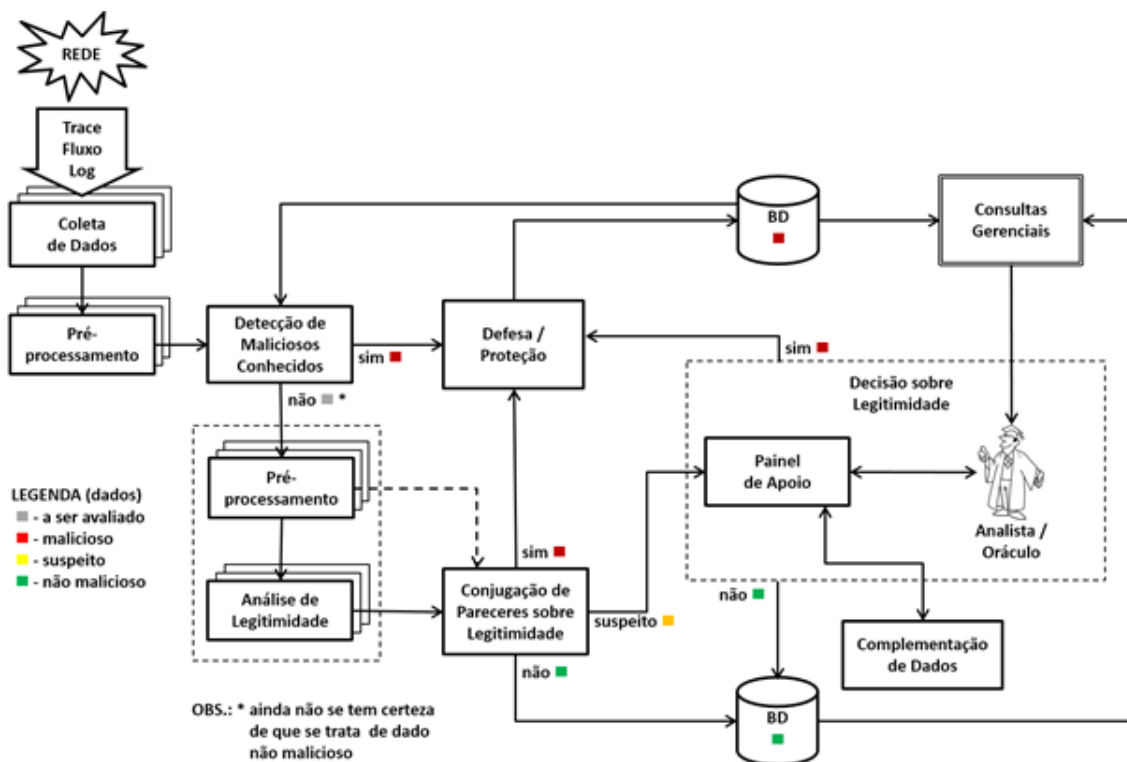 REDE
Trace
Fluxo
Log
Coleta
de Dados
Pré-
processamento
Detecção de
Maliciosos
Conhecidos
sim
não *
Defesa /
Proteção
BD
Consultas
Gerenciais
sim
Decisão sobre
Legitimidade
Painel
de Apoio
Analista /
Oráculo
Pré-
processamento
Análise de
Legitimidade
sim
Conjugação de
Pareceres sobre
Legitimidade
suspeito
não
não
Complementação
de Dados
BD
LEGENDA (dados)
- a ser avaliado
- malicioso
- suspeito
- não malicioso
OBS.: * ainda não se tem certeza
de que se trata de dado
não malicioso